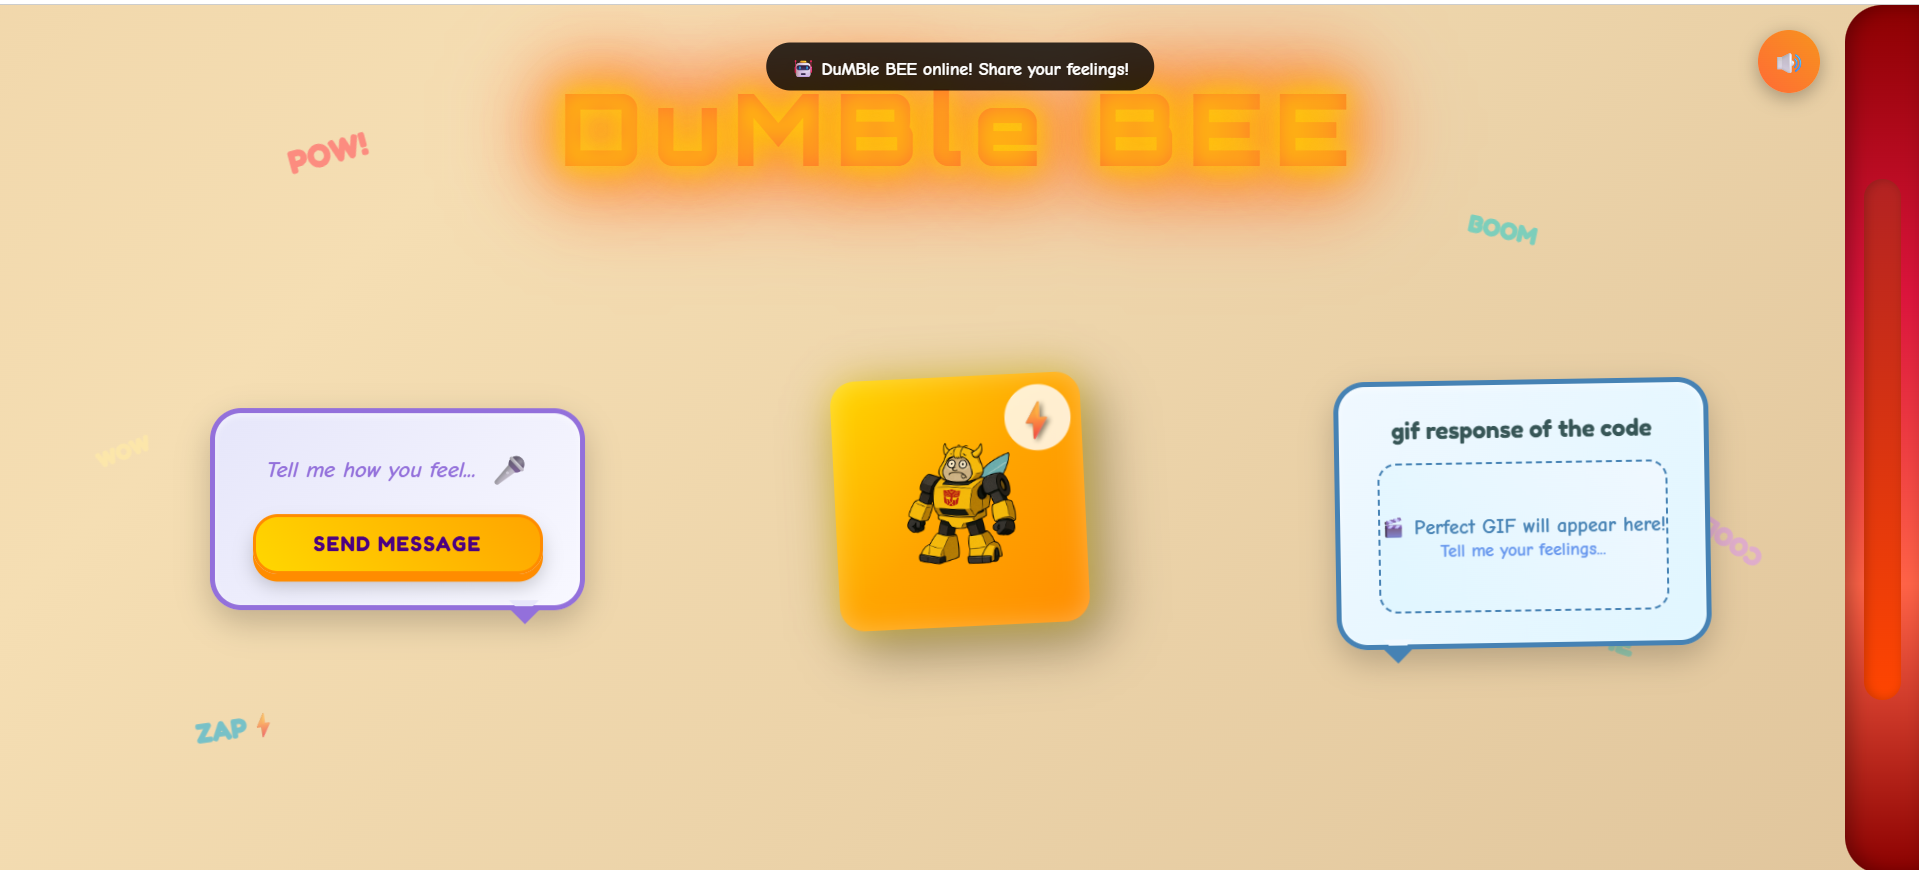 DuMBle BEE online! Share your feelings!
DuMBle BEE
POW!
BOOM
WOW
Tell me how you feel...
SEND MESSAGE
gif response of the code
Perfect GIF will appear here!
Tell me your feelings...
COOL
ZAP